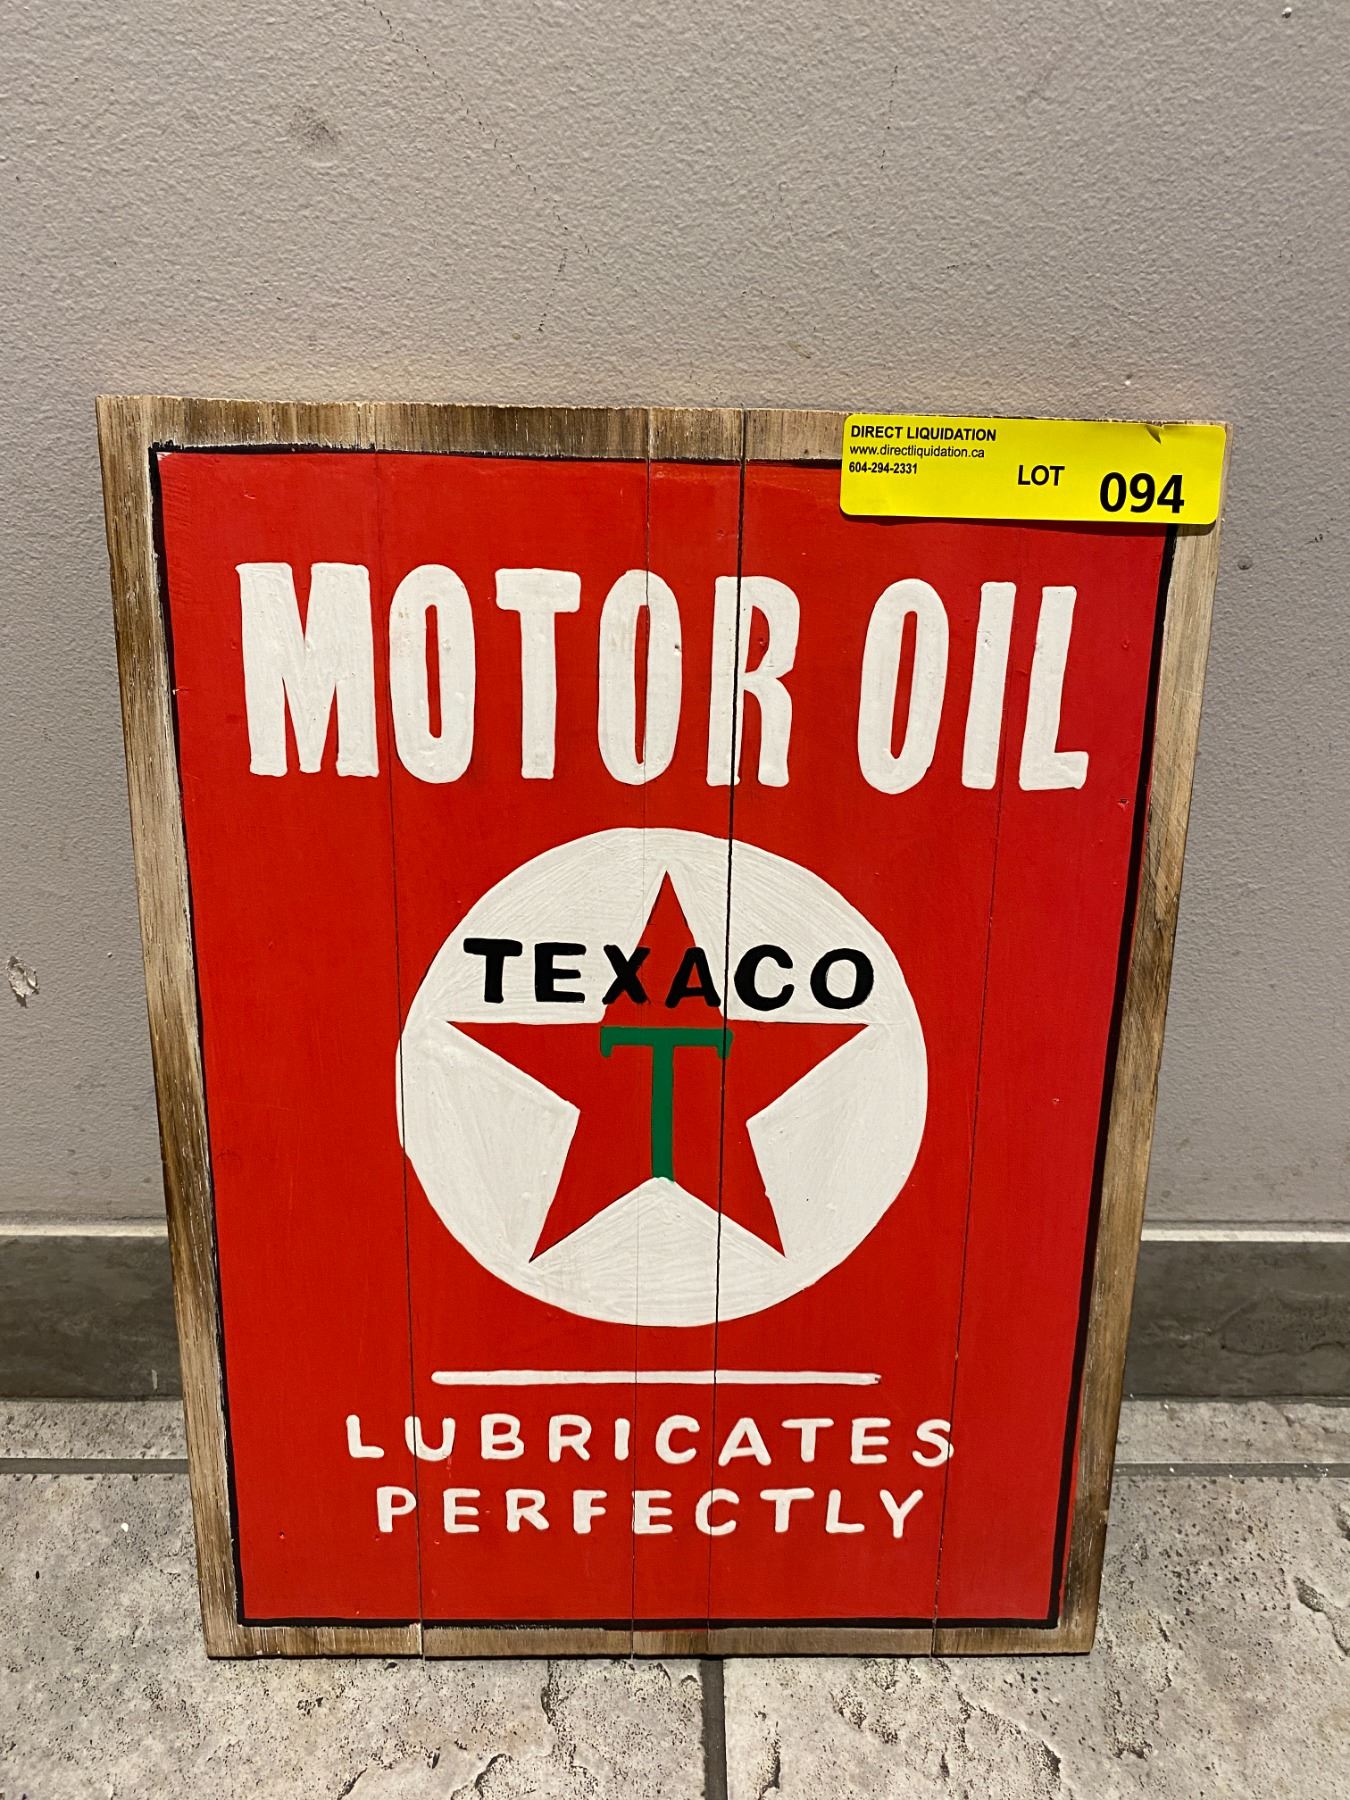 DIRECT LIQUIDATION
www.directliquidation.ca
604-294-2331
LOT 094
MOTOR OIL
TEXACO
T
LUBRICATES
PERFECTLY